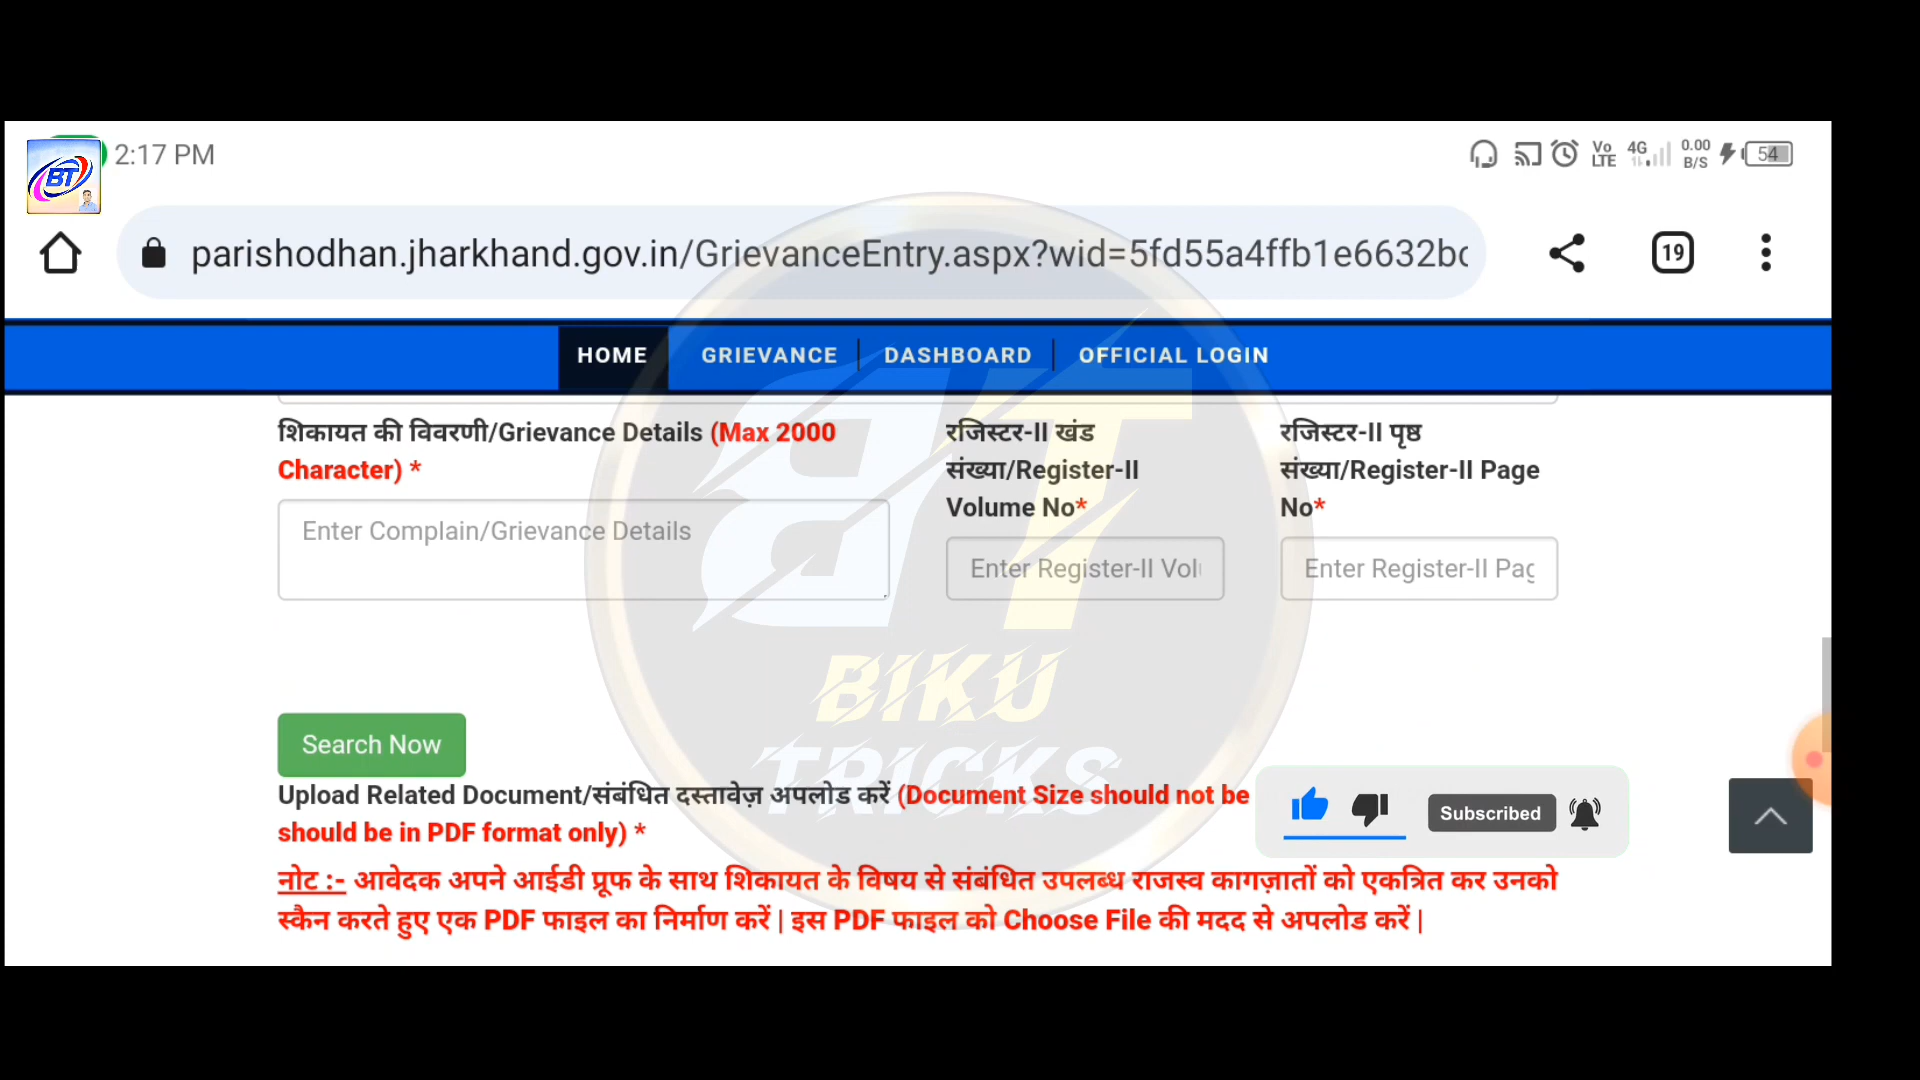 BT
2:17 PM
Vo LTE
4G
0.00 B/S
54
parishodhan.jharkhand.gov.in/GrievanceEntry.aspx?wid=5fd55a4ffb1e6632bc
19
HOME GRIEVANCE DASHBOARD OFFICIAL LOGIN
शिकायत की विवरणी/Grievance Details (Max 2000
Character) *
Enter Complain/Grievance Details
रजिस्टर-II खंड
संख्या/Register-II
Volume No*
Enter Register-II Vol
रजिस्टर-II पृष्ठ
संख्या/Register-II Page
No*
Enter Register-II Pag
BT
BIKU
TRICKS
Search Now
Upload Related Document/संबंधित दस्तावेज़ अपलोड करें (Document Size should not be
should be in PDF format only) *
Subscribed
नोट :- आवेदक अपने आईडी प्रूफ के साथ शिकायत के विषय से संबंधित उपलब्ध राजस्व कागज़ातों को एकत्रित कर उनको
स्कैन करते हुए एक PDF फाइल का निर्माण करें | इस PDF फाइल को Choose File की मदद से अपलोड करें |